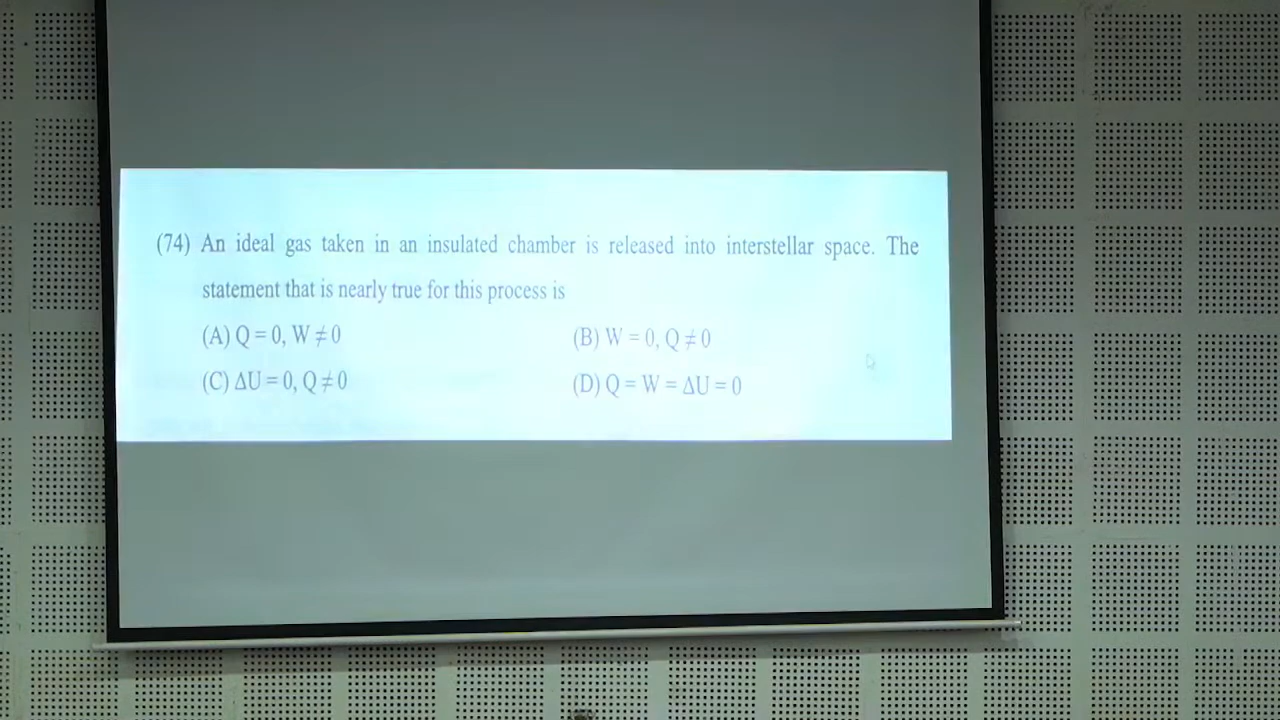 (74) An ideal gas taken in an insulated chamber is released into interstellar space. The
statement that is nearly true for this process is
(A) Q = 0, W ≠ 0 (B) W = 0, Q ≠ 0
(C) ΔU = 0, Q ≠ 0 (D) Q = W = ΔU = 0